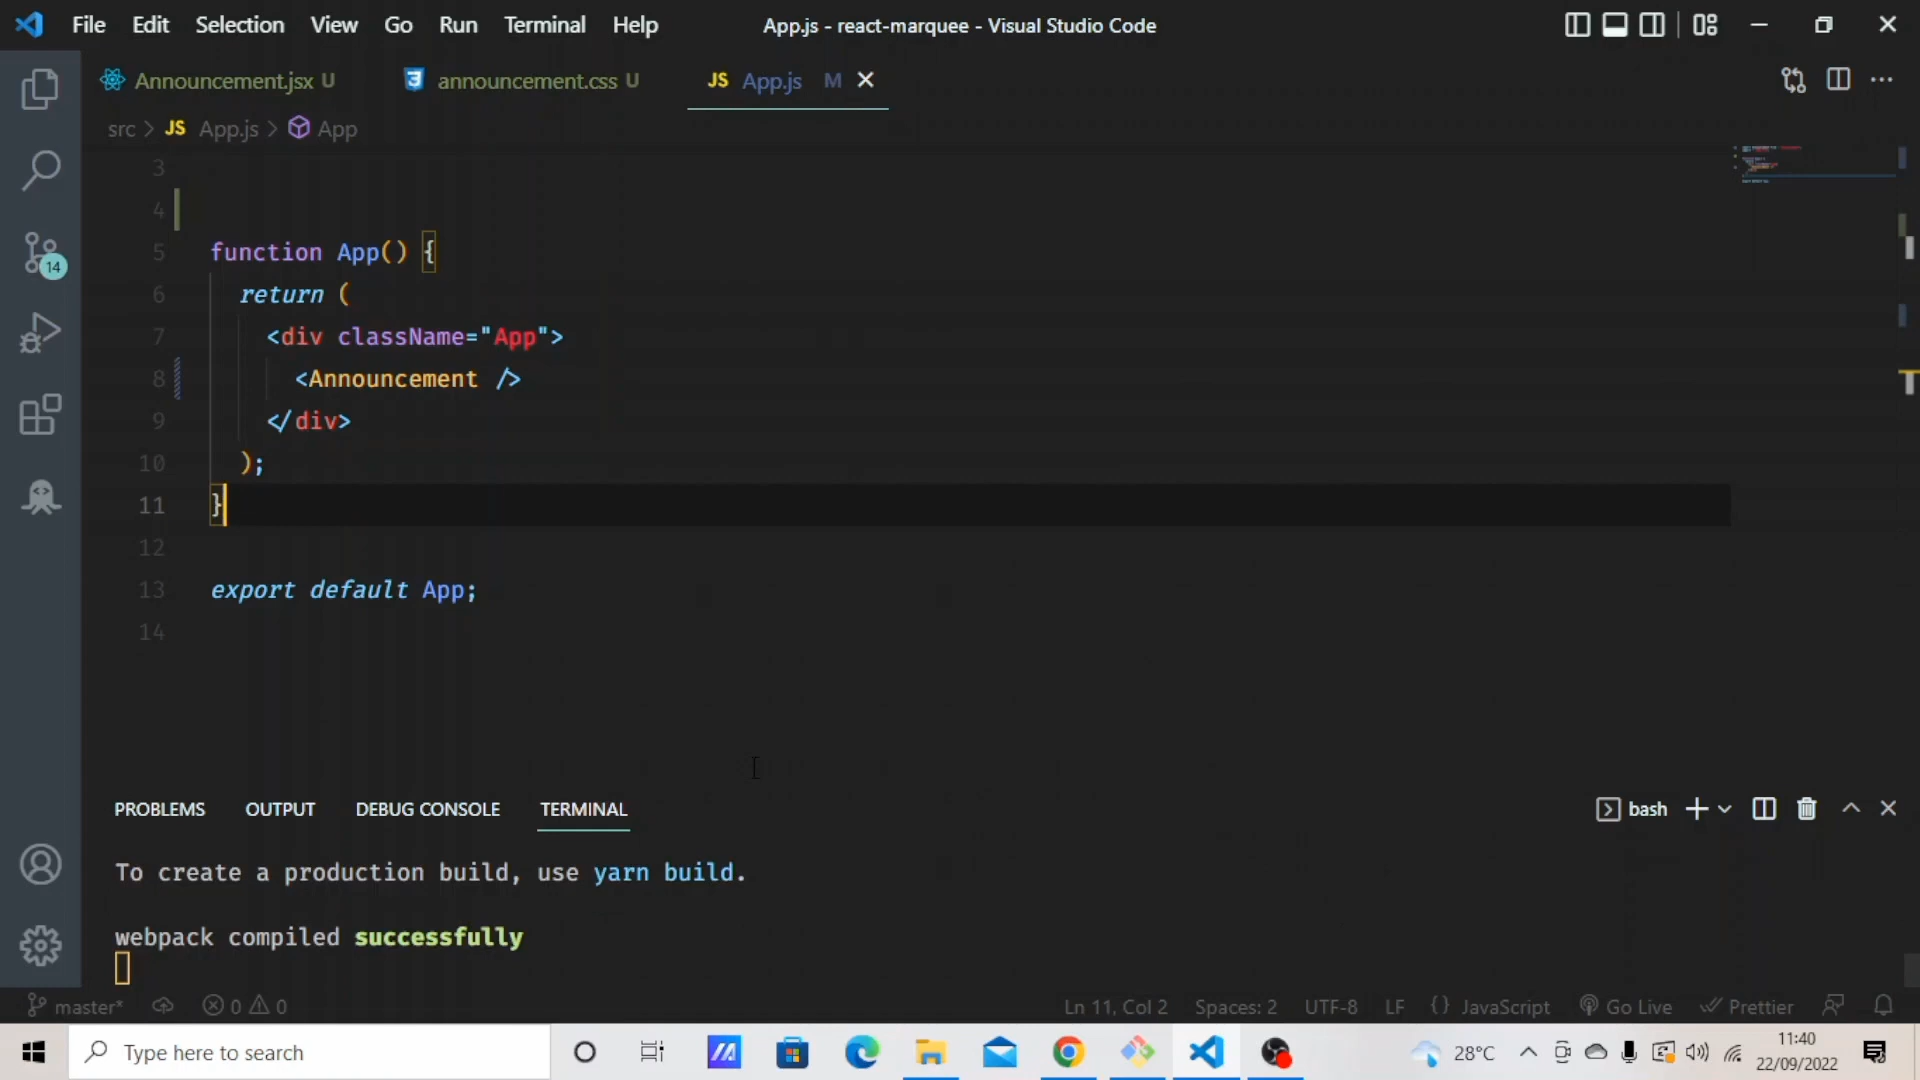 File Edit Selection View Go Run Terminal Help App.js - react-marquee - Visual Studio Code
Announcement.jsx U announcement.css U JS App.js M
src > JS App.js > App
3
4
5 function App() {
6 return (
7 <div className="App">
8 <Announcement />
9 </div>
10 );
11 }
12
13 export default App;
14
PROBLEMS OUTPUT DEBUG CONSOLE TERMINAL bash
To create a production build, use yarn build.
webpack compiled successfully
master* 0 0 Ln 11, Col 2 Spaces: 2 UTF-8 LF {} JavaScript Go Live Prettier
14
Type here to search 28°C 11:40
22/09/2022